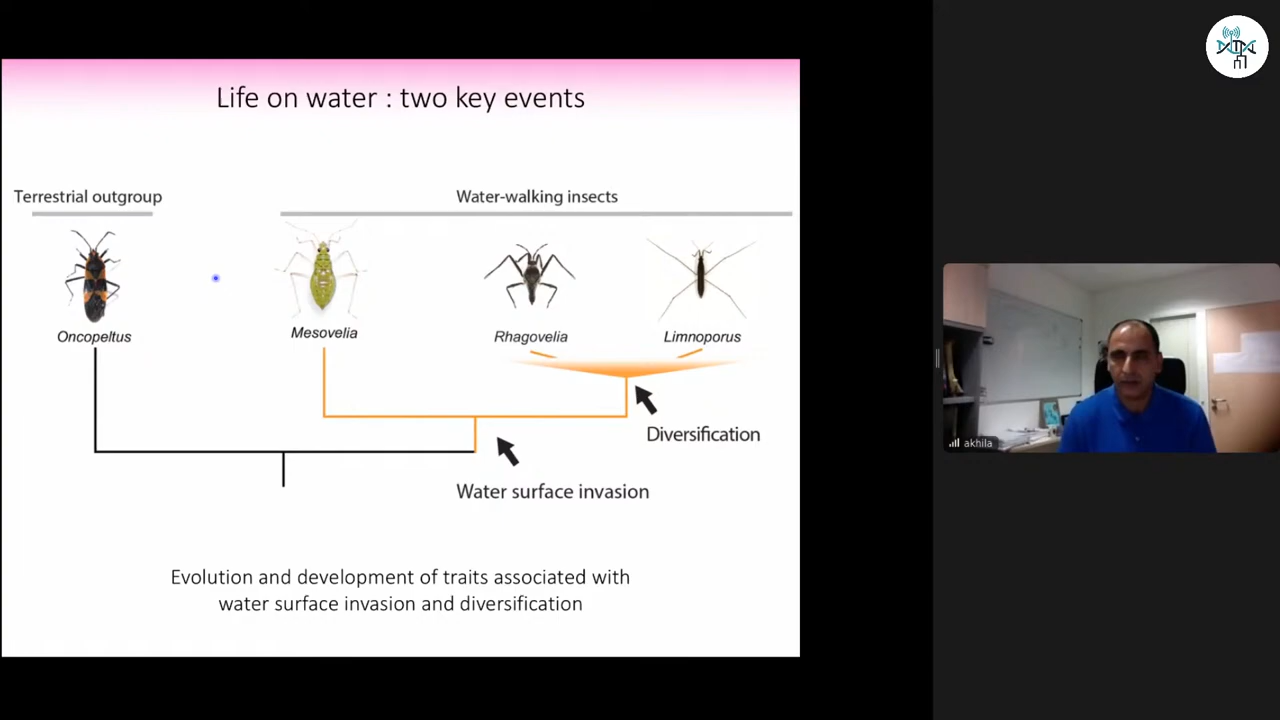 Life on water : two key events
Terrestrial outgroup
Water-walking insects
Oncopeltus
Mesovelia
Rhagovelia
Limnoporus
Diversification
Water surface invasion
Evolution and development of traits associated with
water surface invasion and diversification
akhila